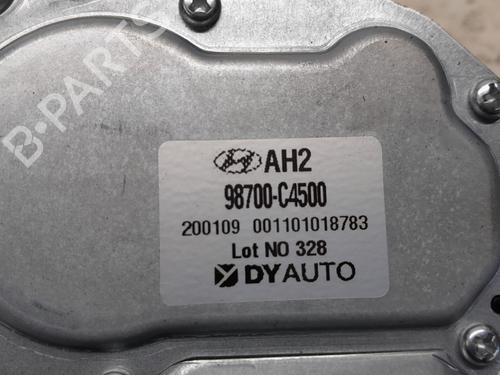 B-PARTS
AH2
98700-C4500
200109 001101018783
Lot NO 328
DYAUTO